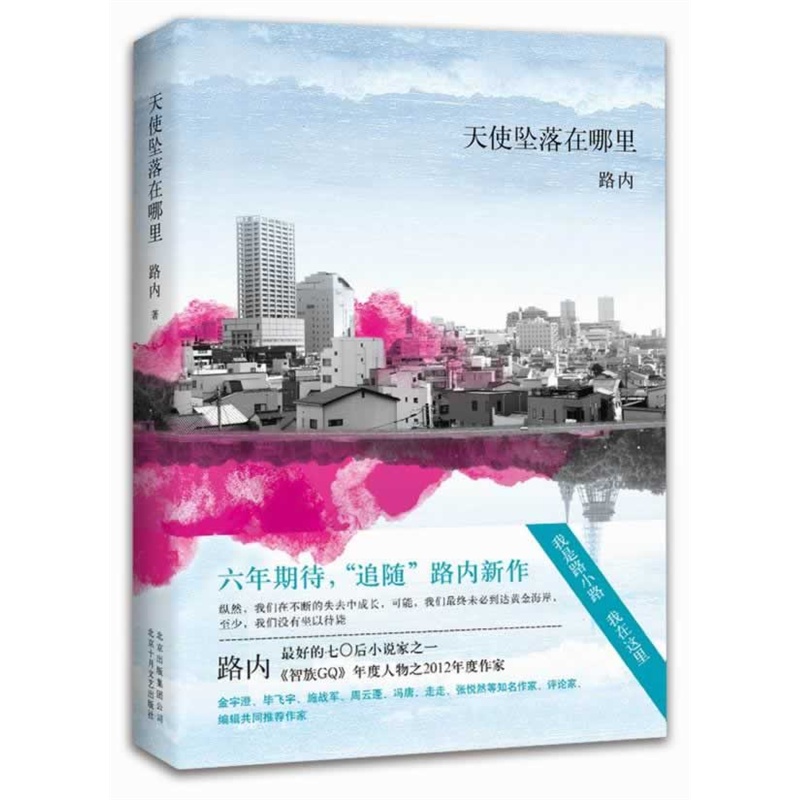 天使坠落在哪里
路内
天使坠落在哪里
路内 著
北京出版集团公司
北京十月文艺出版社
六年期待，“追随”路内新作
纵然，我们在不断的失去中成长，可能，我们最终未必到达黄金海岸，
至少，我们没有坐以待毙
路内
最好的七〇后小说家之一
《智族GQ》年度人物之2012年度作家
金宇澄、毕飞宇、施战军、周云蓬、冯唐、走走、张悦然等知名作家、评论家、
编辑共同推荐作家
我是路小路 我在这里